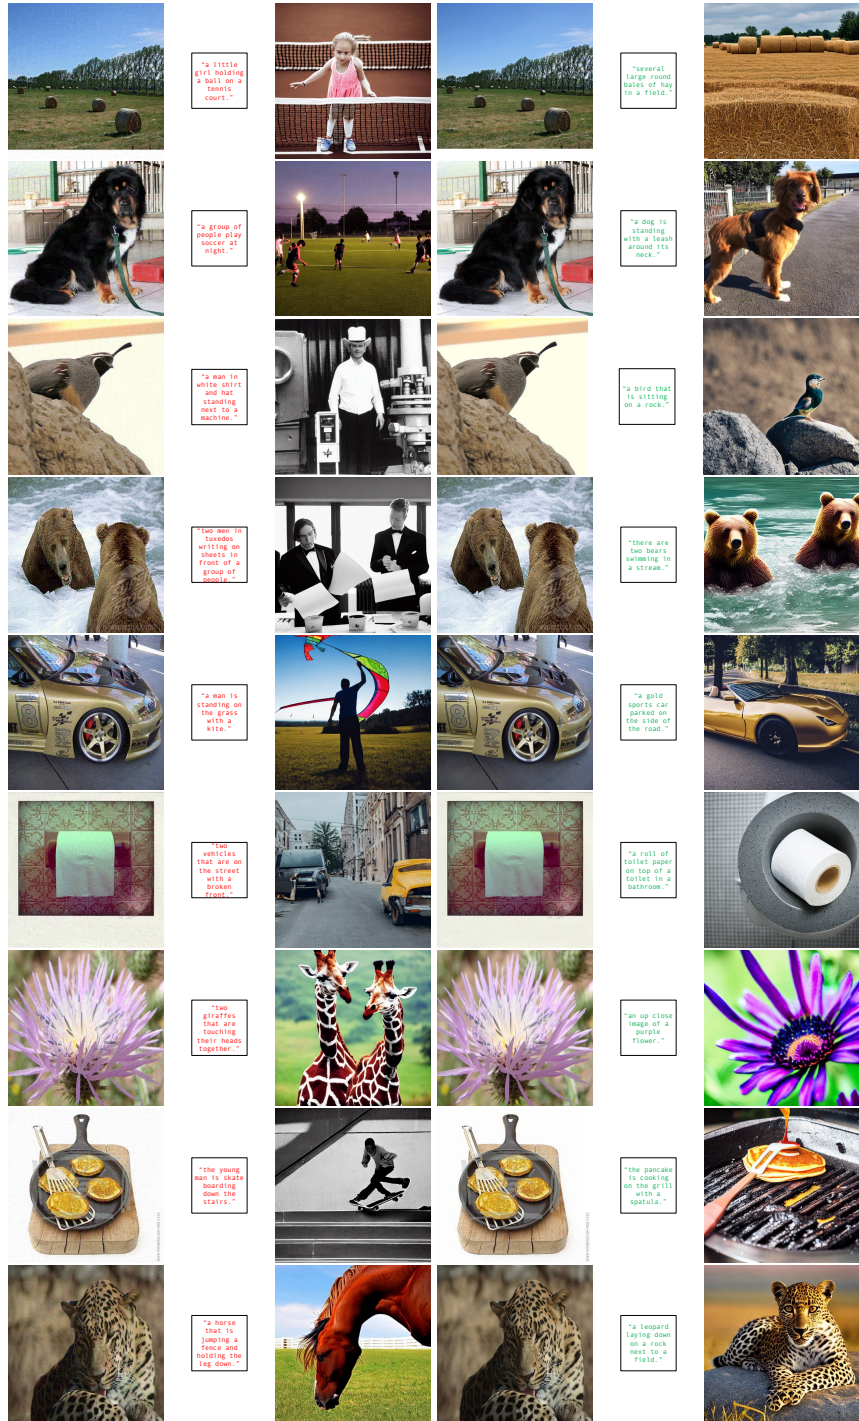 "a little
girl holding
a ball on a
tennis
court."
"several
large round
bales of hay
in a field."
"a group of
people play
soccer at
night."
"a dog is
standing
with a leash
around its
neck."
"a man in
white shirt
and hat
standing
next to a
machine."
"a bird that
is sitting
on a rock."
"two men in
tuxedos
writing on
sheets in
front of a
group of
people."
"there are
two bears
swimming in
a stream."
"a man is
standing on
the grass
with a
kite."
"a gold
sports car
parked on
the side of
the road."
"two
vehicles
that are on
the street
with a
broken
front."
"a roll of
toilet paper
on top of a
toilet in a
bathroom."
"two
giraffes
that are
touching
their heads
together."
"an up close
image of a
purple
flower."
"the young
man is skate
boarding
down the
stairs."
"the pancake
is cooking
on the grill
with a
spatula."
"a horse
that is
jumping a
fence and
holding the
leg down."
"a leopard
laying down
on a rock
next to a
field."